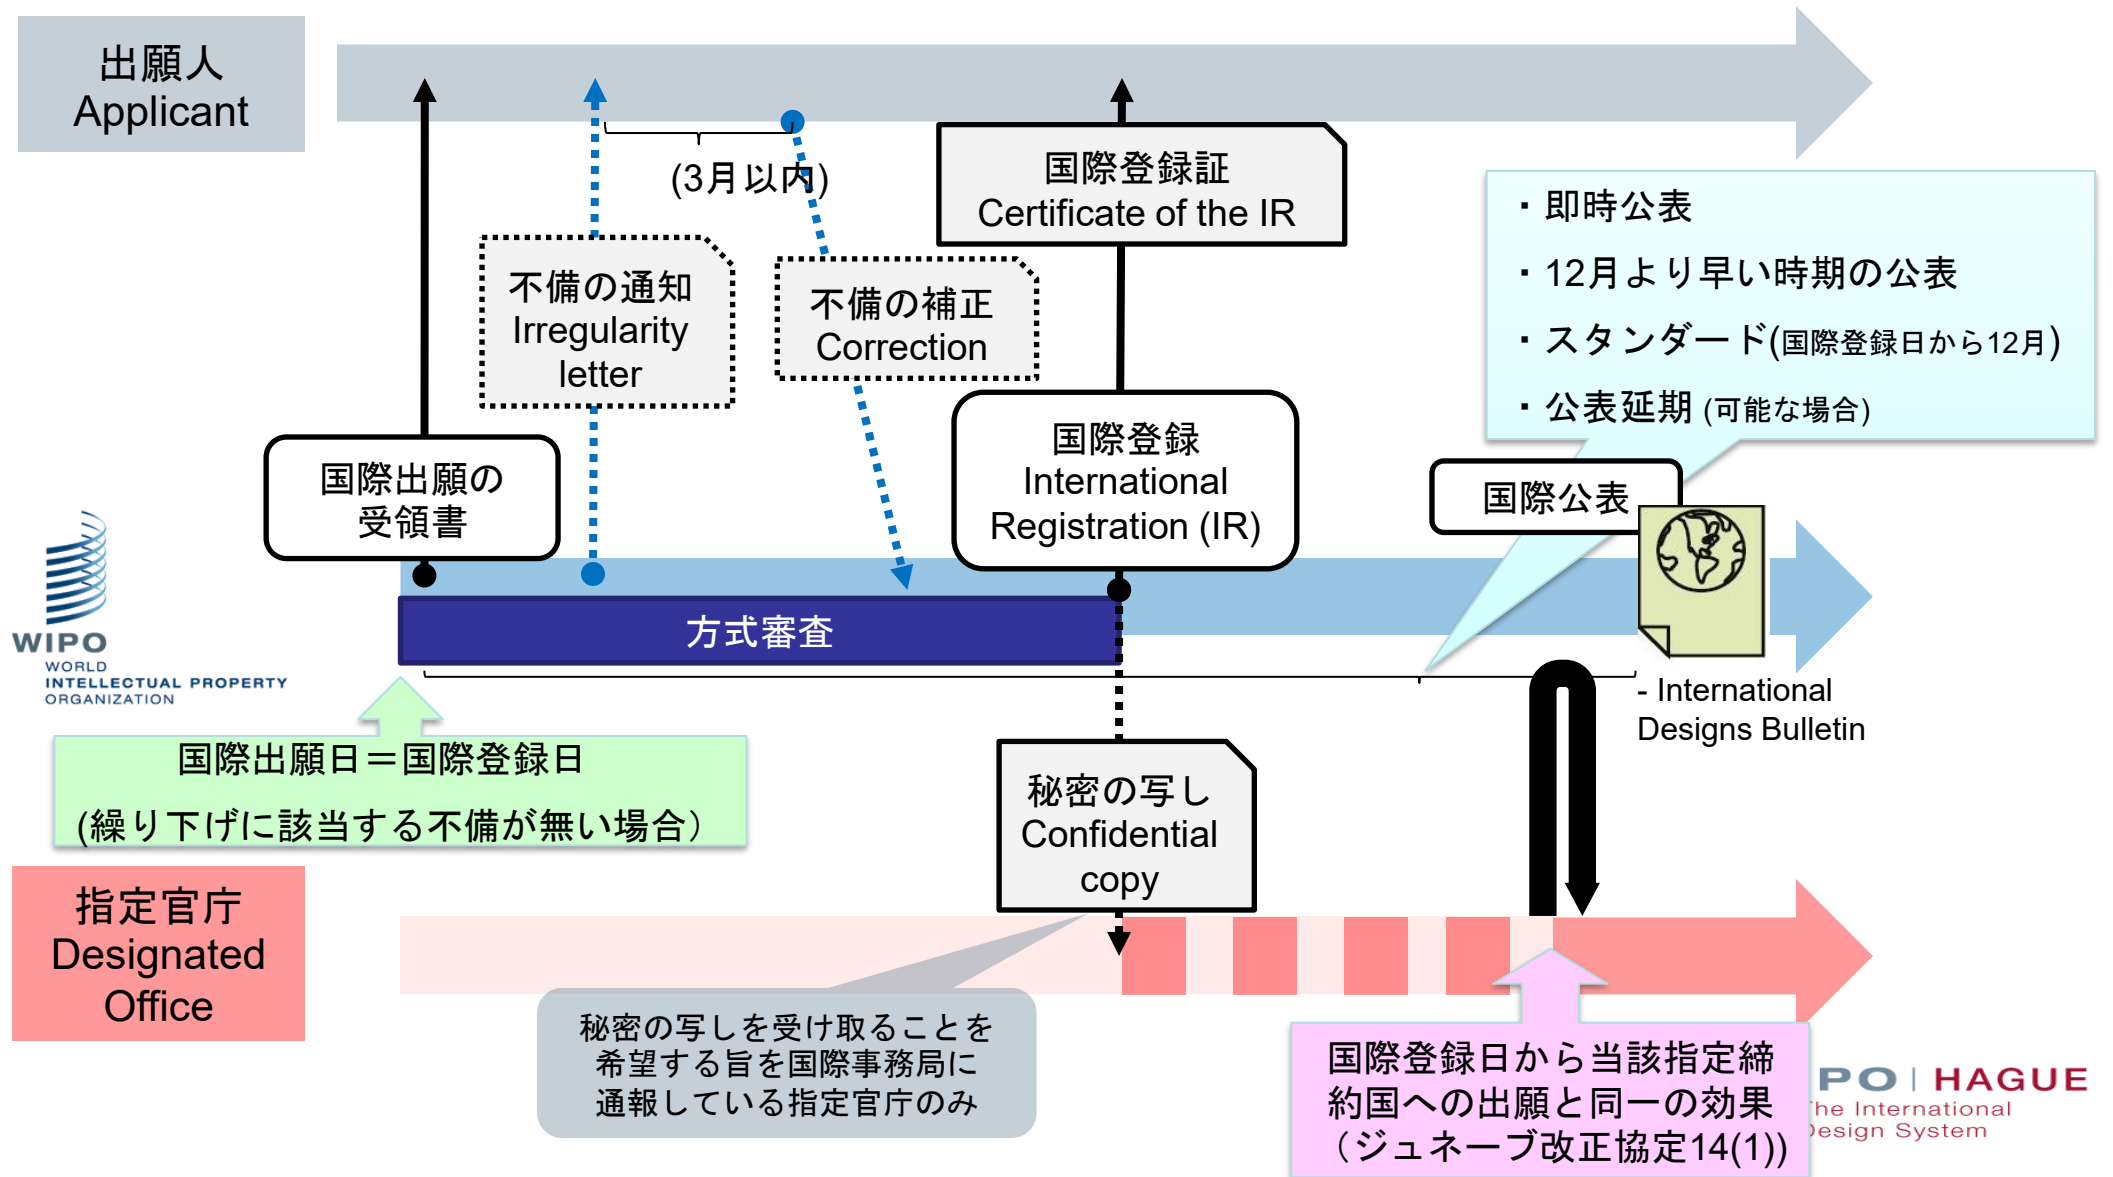 出願人
Applicant
(3月以内)
国際登録証
Certificate of the IR
・即時公表
・12月より早い時期の公表
・スタンダード(国際登録日から12月)
・公表延期 (可能な場合)
不備の通知
Irregularity
letter
不備の補正
Correction
国際出願の
受領書
国際登録
International
Registration (IR)
国際公表
方式審査
WIPO
WORLD
INTELLECTUAL PROPERTY
ORGANIZATION
- International
Designs Bulletin
国際出願日＝国際登録日
(繰り下げに該当する不備が無い場合）
秘密の写し
Confidential
copy
指定官庁
Designated
Office
秘密の写しを受け取ることを
希望する旨を国際事務局に
通報している指定官庁のみ
国際登録日から当該指定締
約国への出願と同一の効果
（ジュネーブ改正協定14(1))
PO | HAGUE
he International
esign System